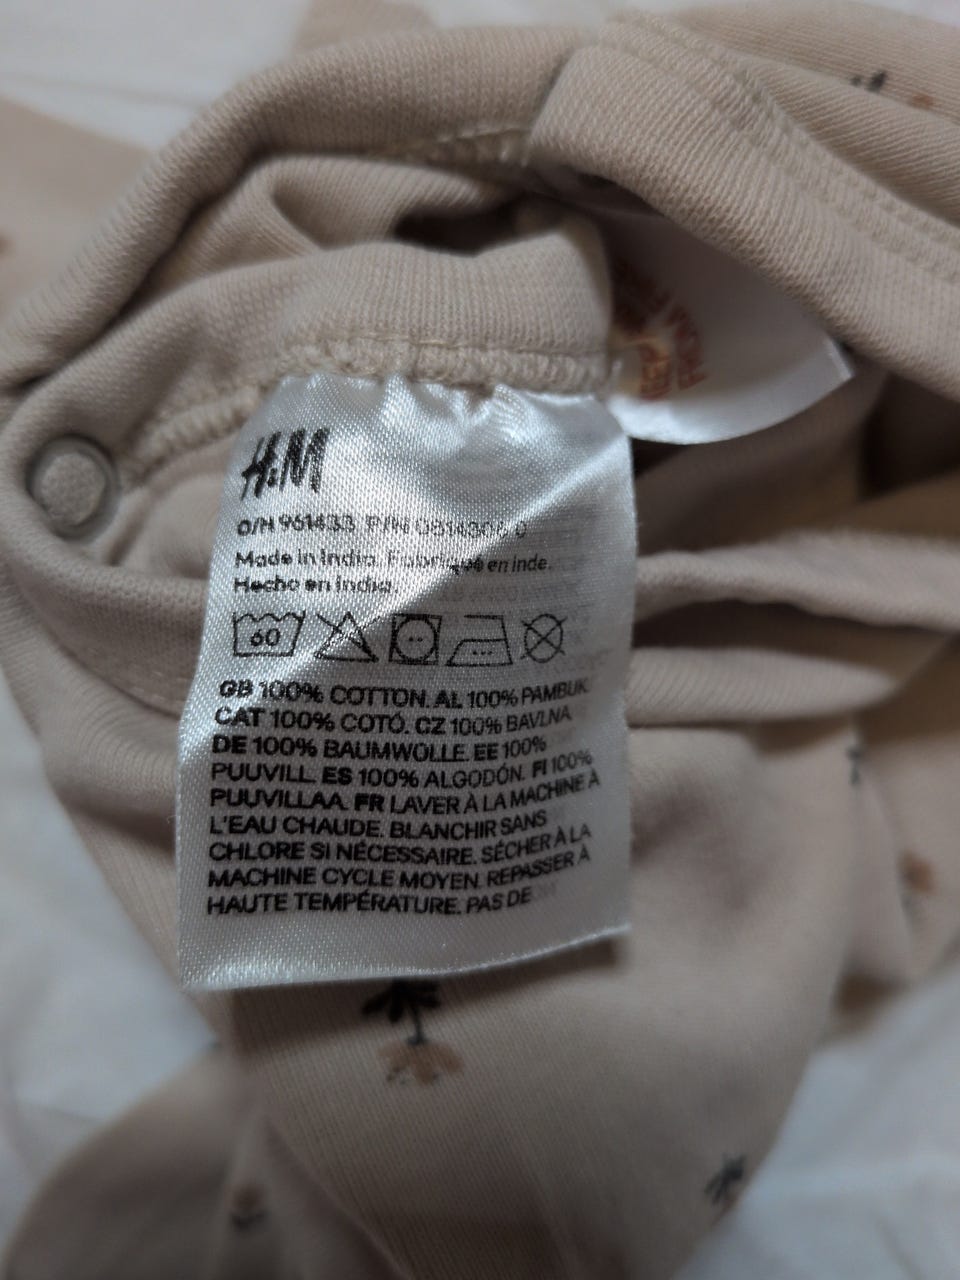 H&M
O/N 961433 P/N
Made in India. Fabriqué en inde.
Hecho en India.
60
GB 100% COTTON. AL 100% PAMBUK.
CAT 100% COTÓ. CZ 100% BAVLNA
DE 100% BAUMWOLLE. EE 100%
PUUVILL. ES 100% ALGODÓN. FI 100%
PUUVILLAA. FR LAVER À LA MACHINE À
L'EAU CHAUDE. BLANCHIR SANS
CHLORE SI NÉCESSAIRE. SÉCHER À LA
MACHINE CYCLE MOYEN. REPASSER À
HAUTE TEMPÉRATURE. PAS DE